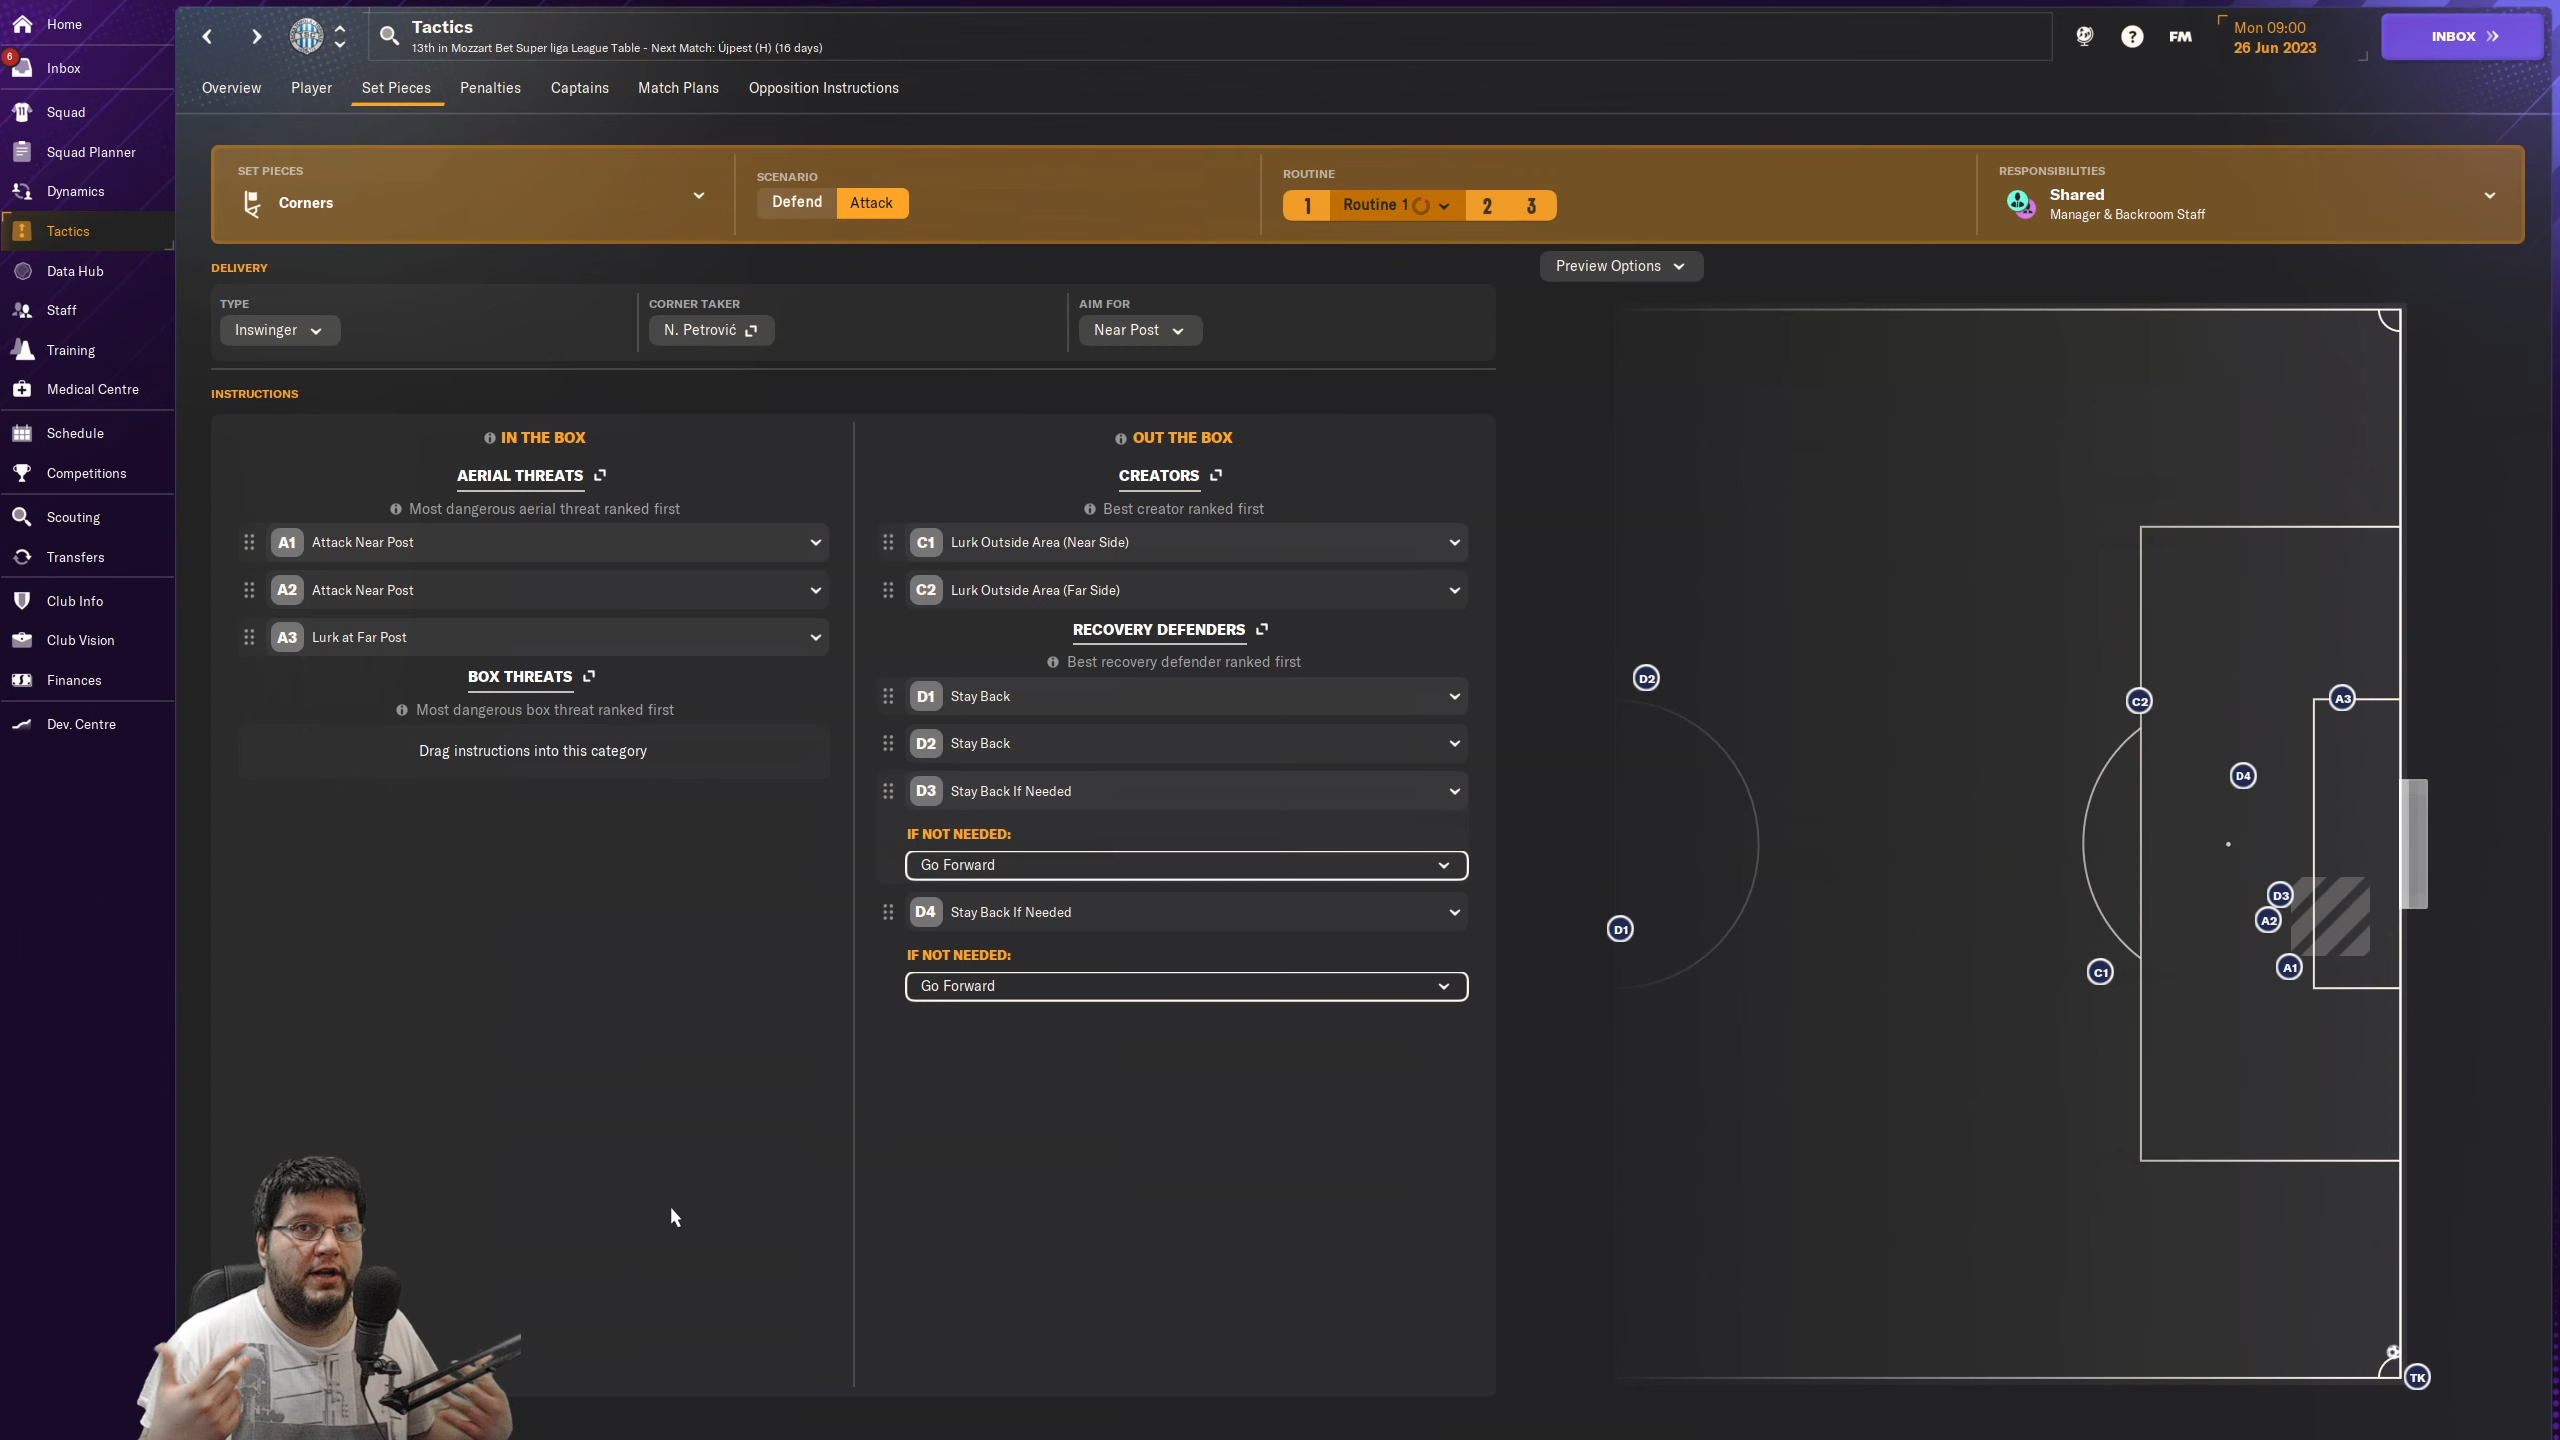 Home
6
Inbox
Squad
Squad Planner
Dynamics
Tactics
Data Hub
Staff
Training
Medical Centre
Schedule
Competitions
Scouting
Transfers
Club Info
Club Vision
Finances
Dev. Centre
Tactics
13th in Mozzart Bet Super liga League Table - Next Match: Újpest (H) (16 days)
?
FM
Mon 09:00
26 Jun 2023
INBOX
Overview
Player
Set Pieces
Penalties
Captains
Match Plans
Opposition Instructions
SET PIECES
Corners
SCENARIO
Defend
Attack
ROUTINE
1
Routine 1
2
3
RESPONSIBILITIES
Shared
Manager & Backroom Staff
DELIVERY
TYPE
Inswinger
CORNER TAKER
N. Petrović
AIM FOR
Near Post
Preview Options
INSTRUCTIONS
IN THE BOX
AERIAL THREATS
Most dangerous aerial threat ranked first
A1 Attack Near Post
A2 Attack Near Post
A3 Lurk at Far Post
BOX THREATS
Most dangerous box threat ranked first
Drag instructions into this category
OUT THE BOX
CREATORS
Best creator ranked first
C1 Lurk Outside Area (Near Side)
C2 Lurk Outside Area (Far Side)
RECOVERY DEFENDERS
Best recovery defender ranked first
D1 Stay Back
D2 Stay Back
D3 Stay Back If Needed
IF NOT NEEDED:
Go Forward
D4 Stay Back If Needed
IF NOT NEEDED:
Go Forward
D2
C2
A3
D4
D3
A2
D1
A1
C1
TK